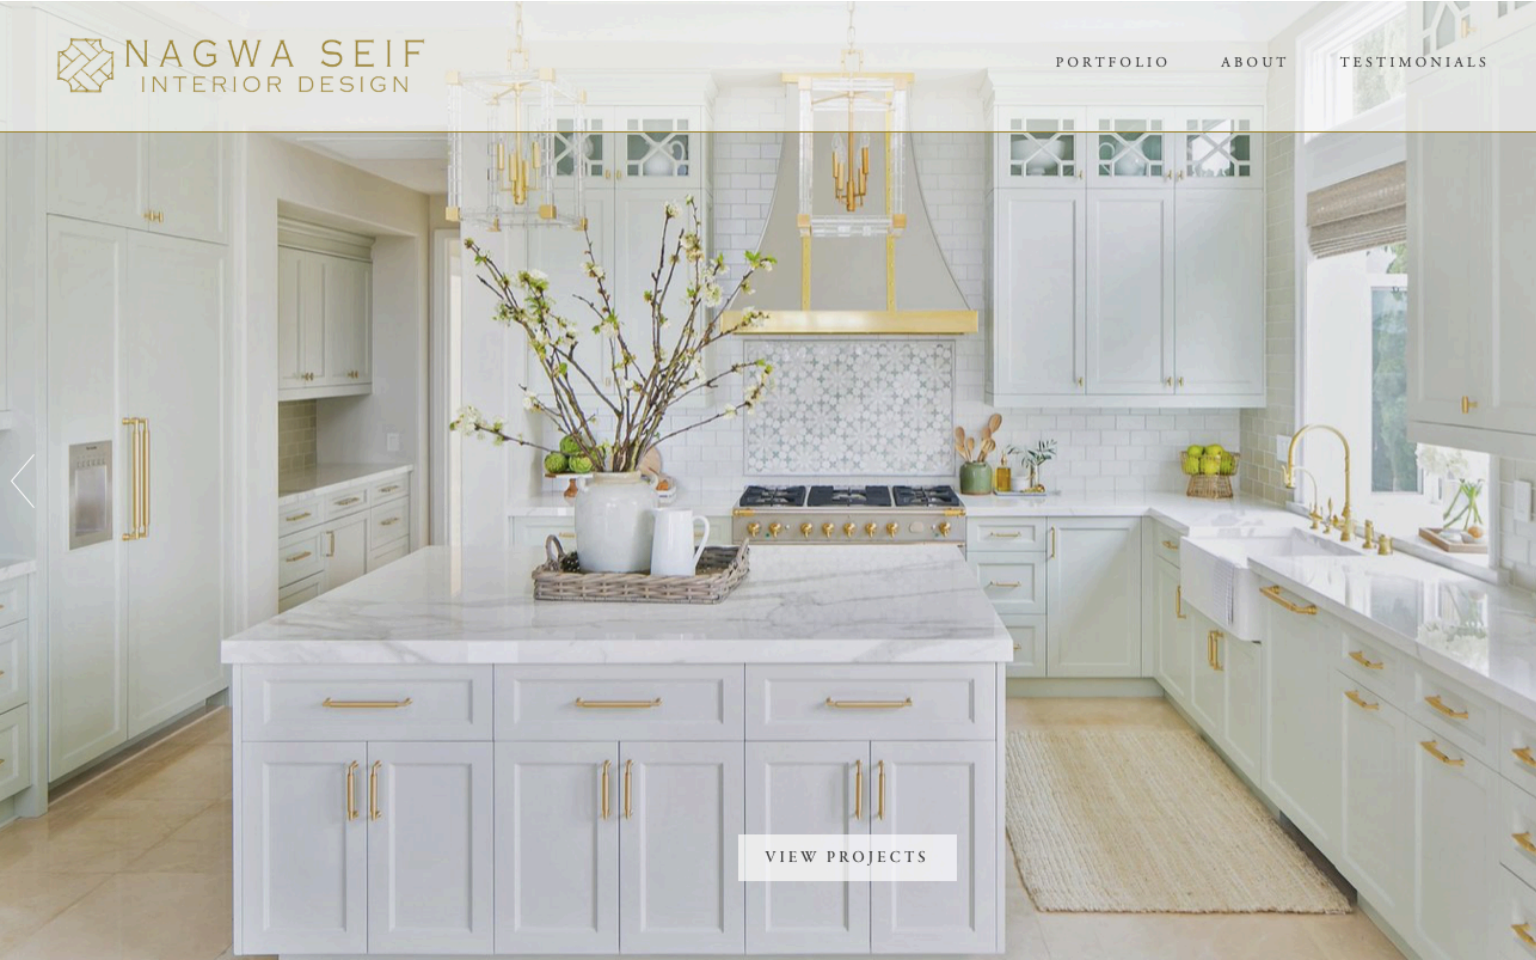 NAGWA SEIF
INTERIOR DESIGN
PORTFOLIO ABOUT TESTIMONIALS
VIEW PROJECTS